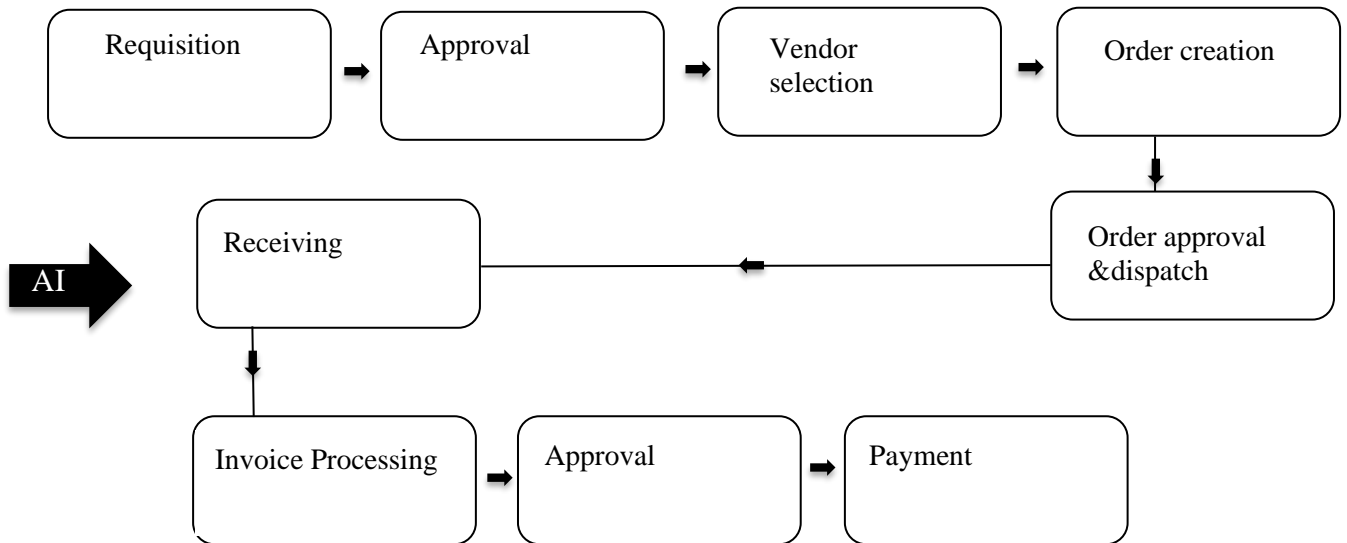 Requisition
Approval
Vendor
selection
Order creation
AI
Receiving
Order approval
&dispatch
Invoice Processing
Approval
Payment